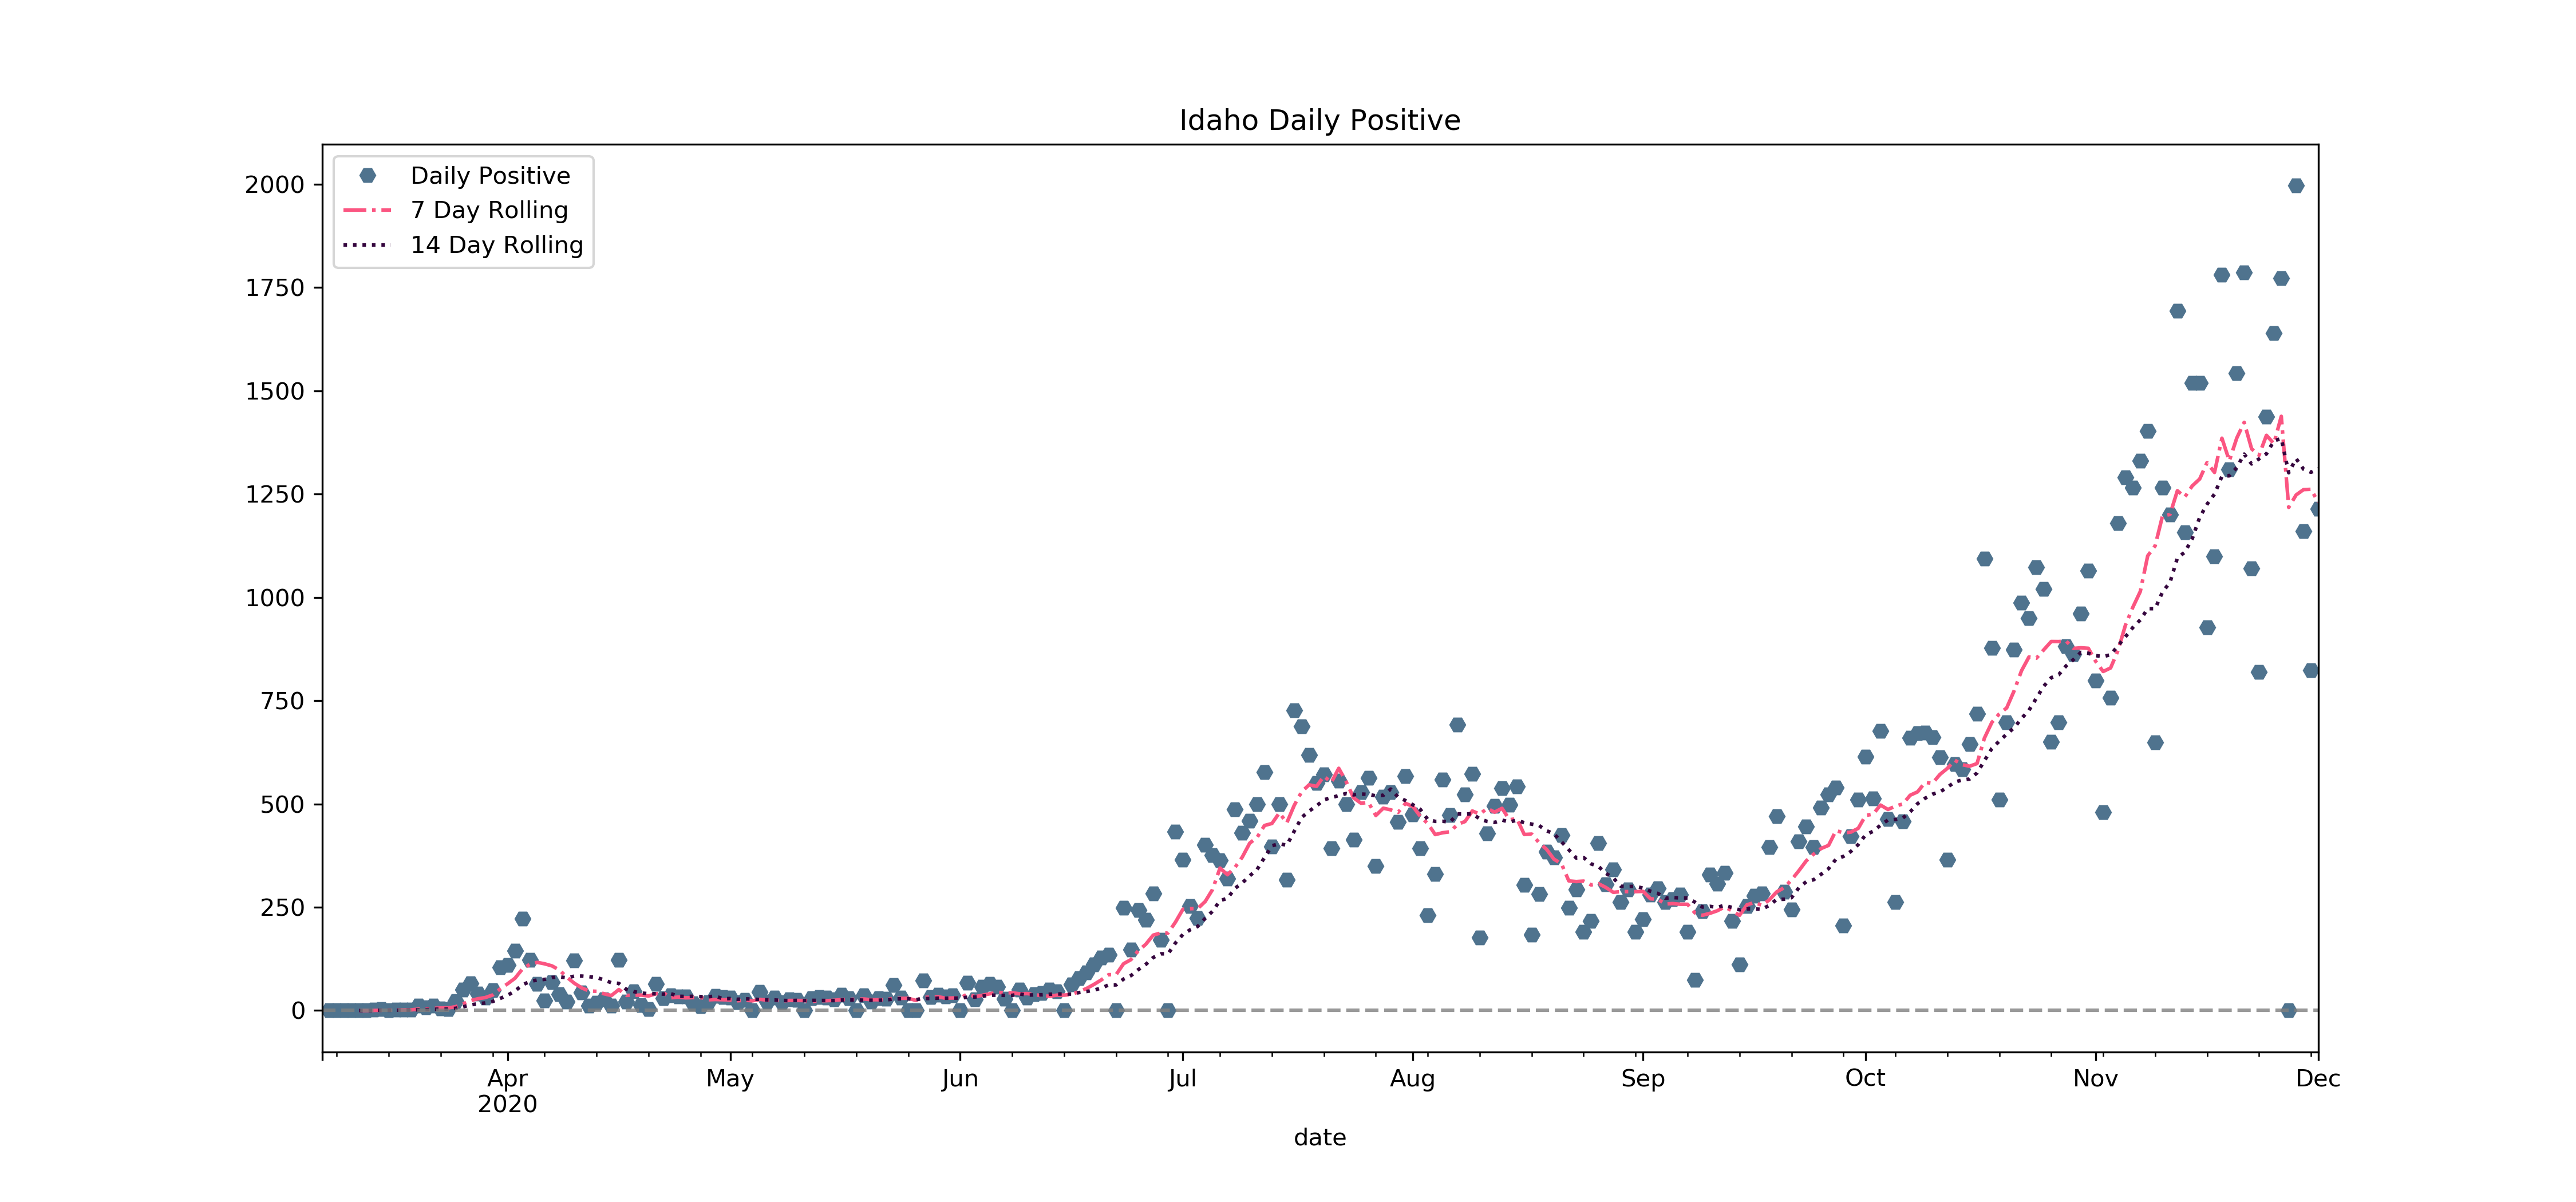 Idaho Daily Positive
Daily Positive
7 Day Rolling
14 Day Rolling
2000
1750
1500
1250
1000
750
500
250
0
Apr May Jun Jul Aug Sep Oct Nov Dec
2020
date